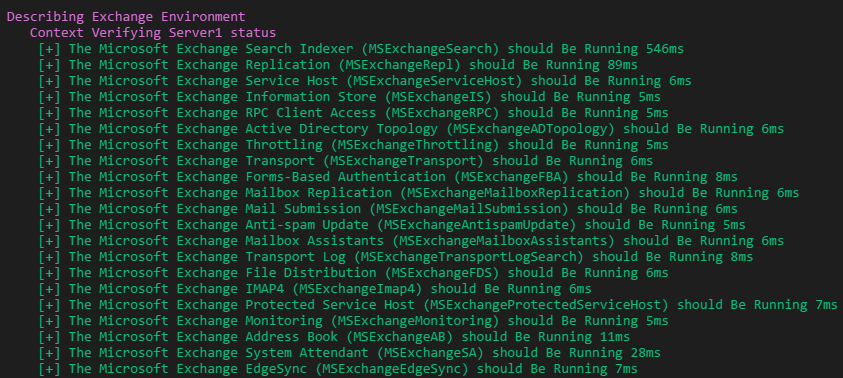 Describing Exchange Environment
Context Verifying Server1 status
[+] The Microsoft Exchange Search Indexer (MSExchangeSearch) should Be Running 546ms
[+] The Microsoft Exchange Replication (MSExchangeRepl) should Be Running 89ms
[+] The Microsoft Exchange Service Host (MSExchangeServiceHost) should Be Running 6ms
[+] The Microsoft Exchange Information Store (MSExchangeIS) should Be Running 5ms
[+] The Microsoft Exchange RPC Client Access (MSExchangeRPC) should Be Running 5ms
[+] The Microsoft Exchange Active Directory Topology (MSExchangeADTopology) should Be Running 6ms
[+] The Microsoft Exchange Throttling (MSExchangeThrottling) should Be Running 5ms
[+] The Microsoft Exchange Transport (MSExchangeTransport) should Be Running 6ms
[+] The Microsoft Exchange Forms-Based Authentication (MSExchangeFBA) should Be Running 8ms
[+] The Microsoft Exchange Mailbox Replication (MSExchangeMailboxReplication) should Be Running 6ms
[+] The Microsoft Exchange Mail Submission (MSExchangeMailSubmission) should Be Running 6ms
[+] The Microsoft Exchange Anti-spam Update (MSExchangeAntispamUpdate) should Be Running 5ms
[+] The Microsoft Exchange Mailbox Assistants (MSExchangeMailboxAssistants) should Be Running 6ms
[+] The Microsoft Exchange Transport Log (MSExchangeTransportLogSearch) should Be Running 8ms
[+] The Microsoft Exchange File Distribution (MSExchangeFDS) should Be Running 6ms
[+] The Microsoft Exchange IMAP4 (MSExchangeImap4) should Be Running 6ms
[+] The Microsoft Exchange Protected Service Host (MSExchangeProtectedServiceHost) should Be Running 7ms
[+] The Microsoft Exchange Monitoring (MSExchangeMonitoring) should Be Running 5ms
[+] The Microsoft Exchange Address Book (MSExchangeAB) should Be Running 11ms
[+] The Microsoft Exchange System Attendant (MSExchangeSA) should Be Running 28ms
[+] The Microsoft Exchange EdgeSync (MSExchangeEdgeSync) should Be Running 7ms